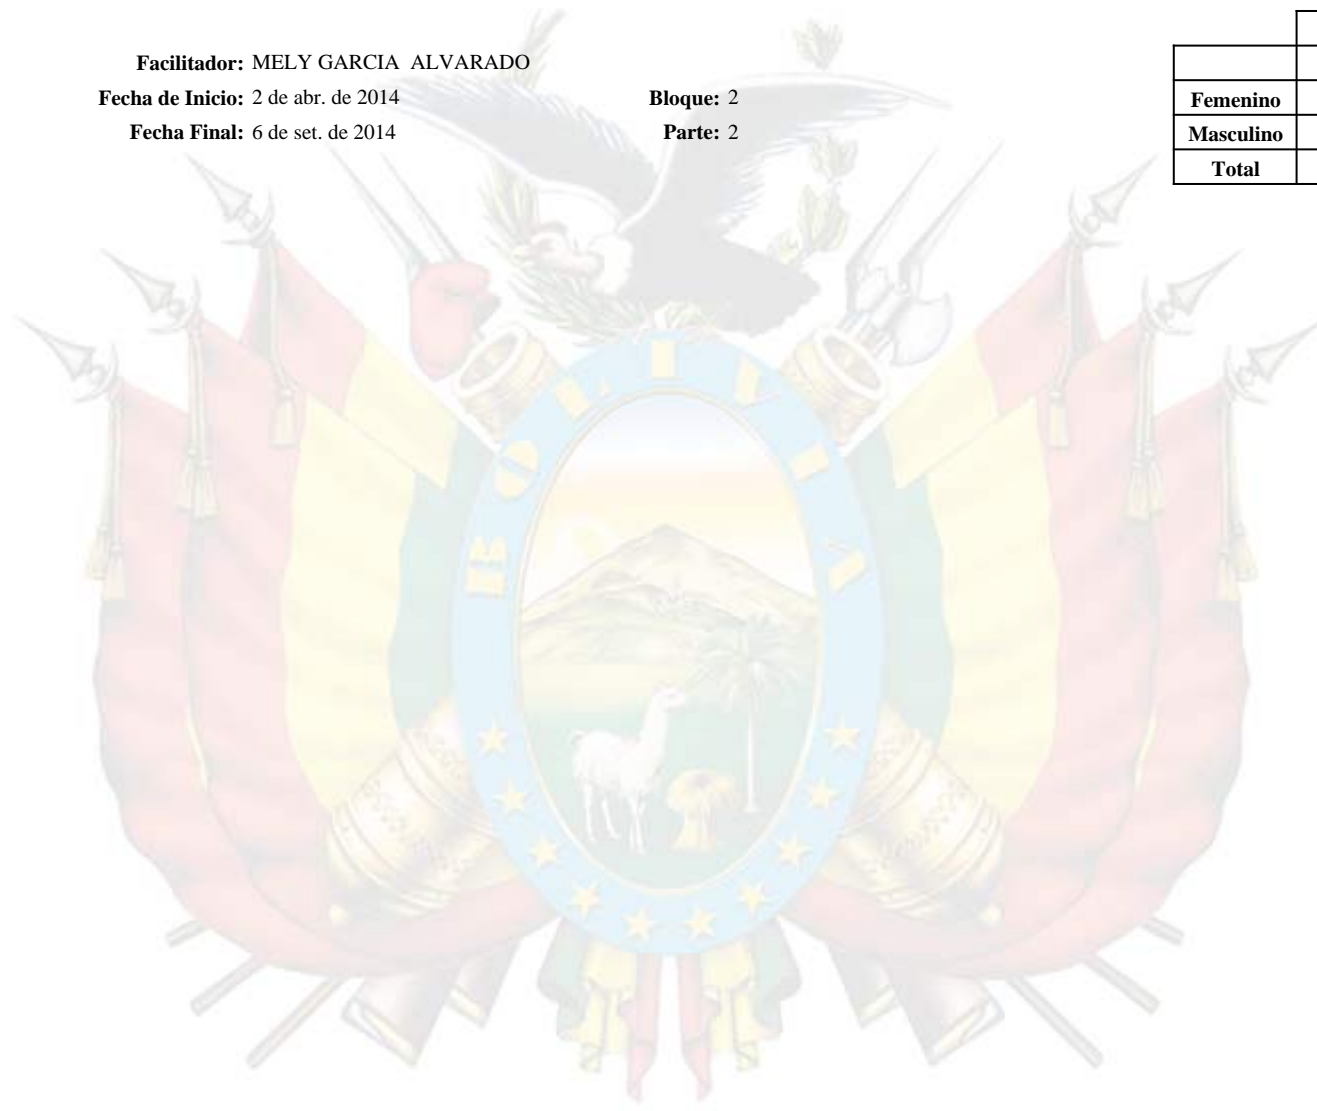 Facilitador: MELY GARCIA ALVARADO
Fecha de Inicio: 2 de abr. de 2014 Bloque: 2
Fecha Final: 6 de set. de 2014 Parte: 2
Femenino
Masculino
Total
BOLIVIA